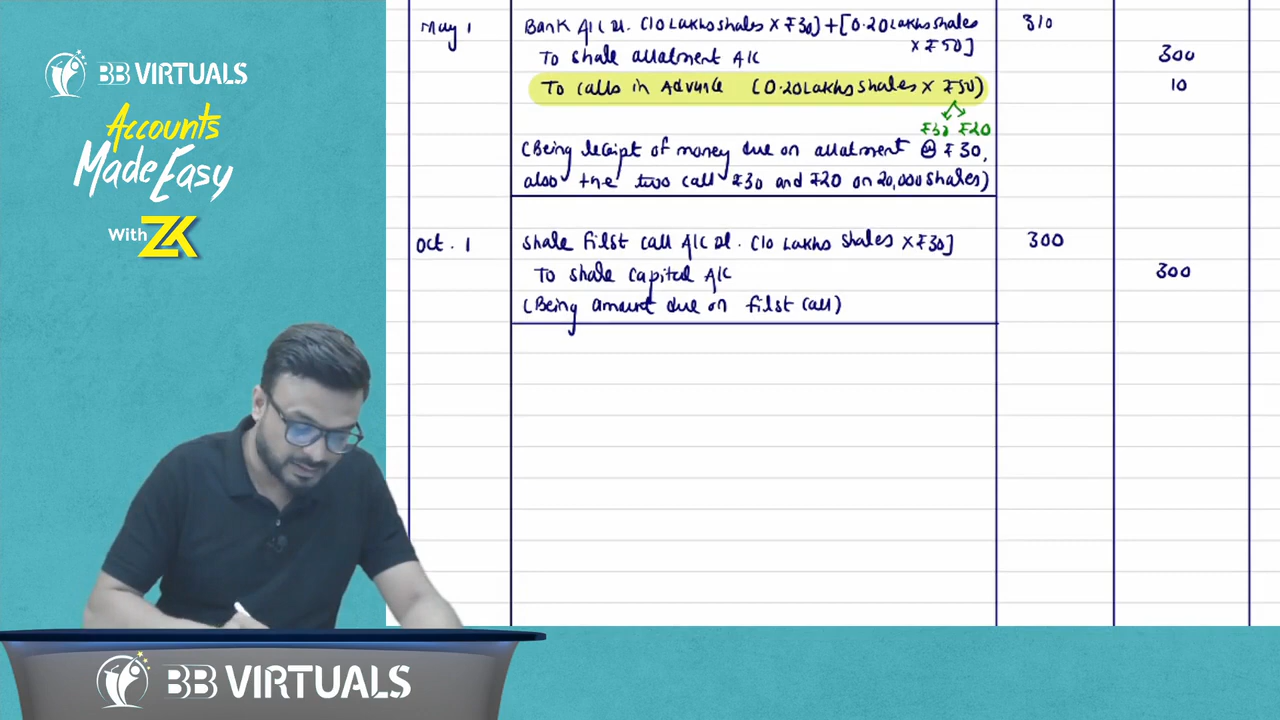 BB VIRTUALS
Accounts
Made Easy
With ZK
May 1
Bank A/C Dr. [10 Lakhs shares x ₹30] + [0.20 Lakhs shares
x ₹50]
310
To share allotment A/C
300
To calls in Advance [0.20 Lakhs shares x ₹50)
10
₹30 ₹20
(Being receipt of money due on allotment @ ₹30,
also the two call ₹30 and ₹20 on 20,000 shares)
Oct. 1
share first call A/C Dr. [10 Lakhs shares x ₹30]
300
To share capital A/C
300
(Being amount due on first call)
BB VIRTUALS